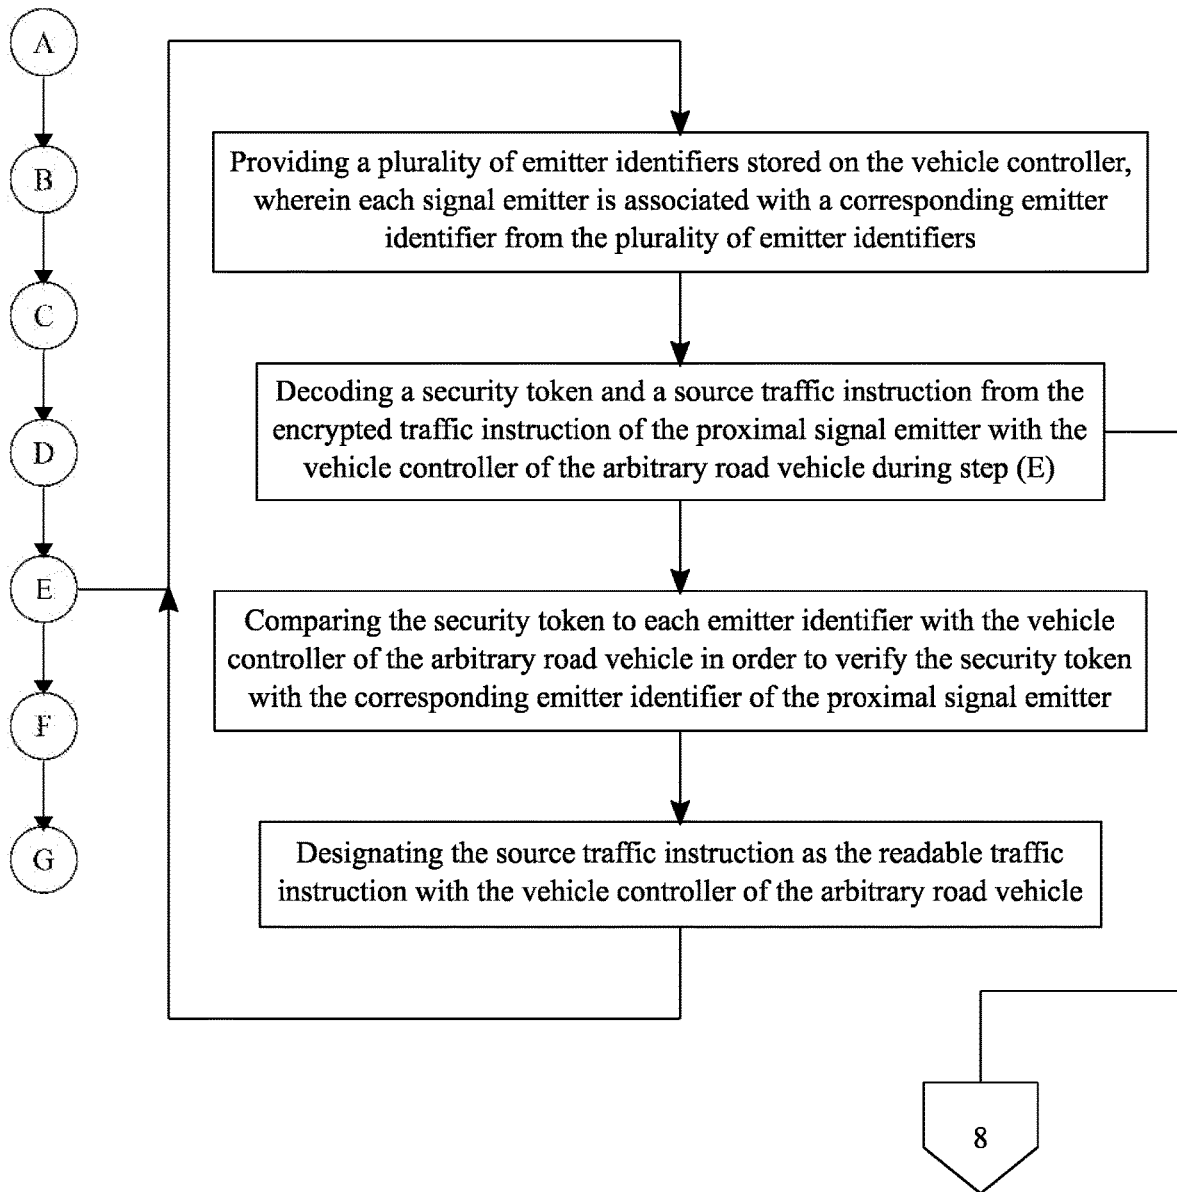 A
B
C
D
E
F
G
Providing a plurality of emitter identifiers stored on the vehicle controller,
wherein each signal emitter is associated with a corresponding emitter
identifier from the plurality of emitter identifiers
Decoding a security token and a source traffic instruction from the
encrypted traffic instruction of the proximal signal emitter with the
vehicle controller of the arbitrary road vehicle during step (E)
Comparing the security token to each emitter identifier with the vehicle
controller of the arbitrary road vehicle in order to verify the security token
with the corresponding emitter identifier of the proximal signal emitter
Designating the source traffic instruction as the readable traffic
instruction with the vehicle controller of the arbitrary road vehicle
8